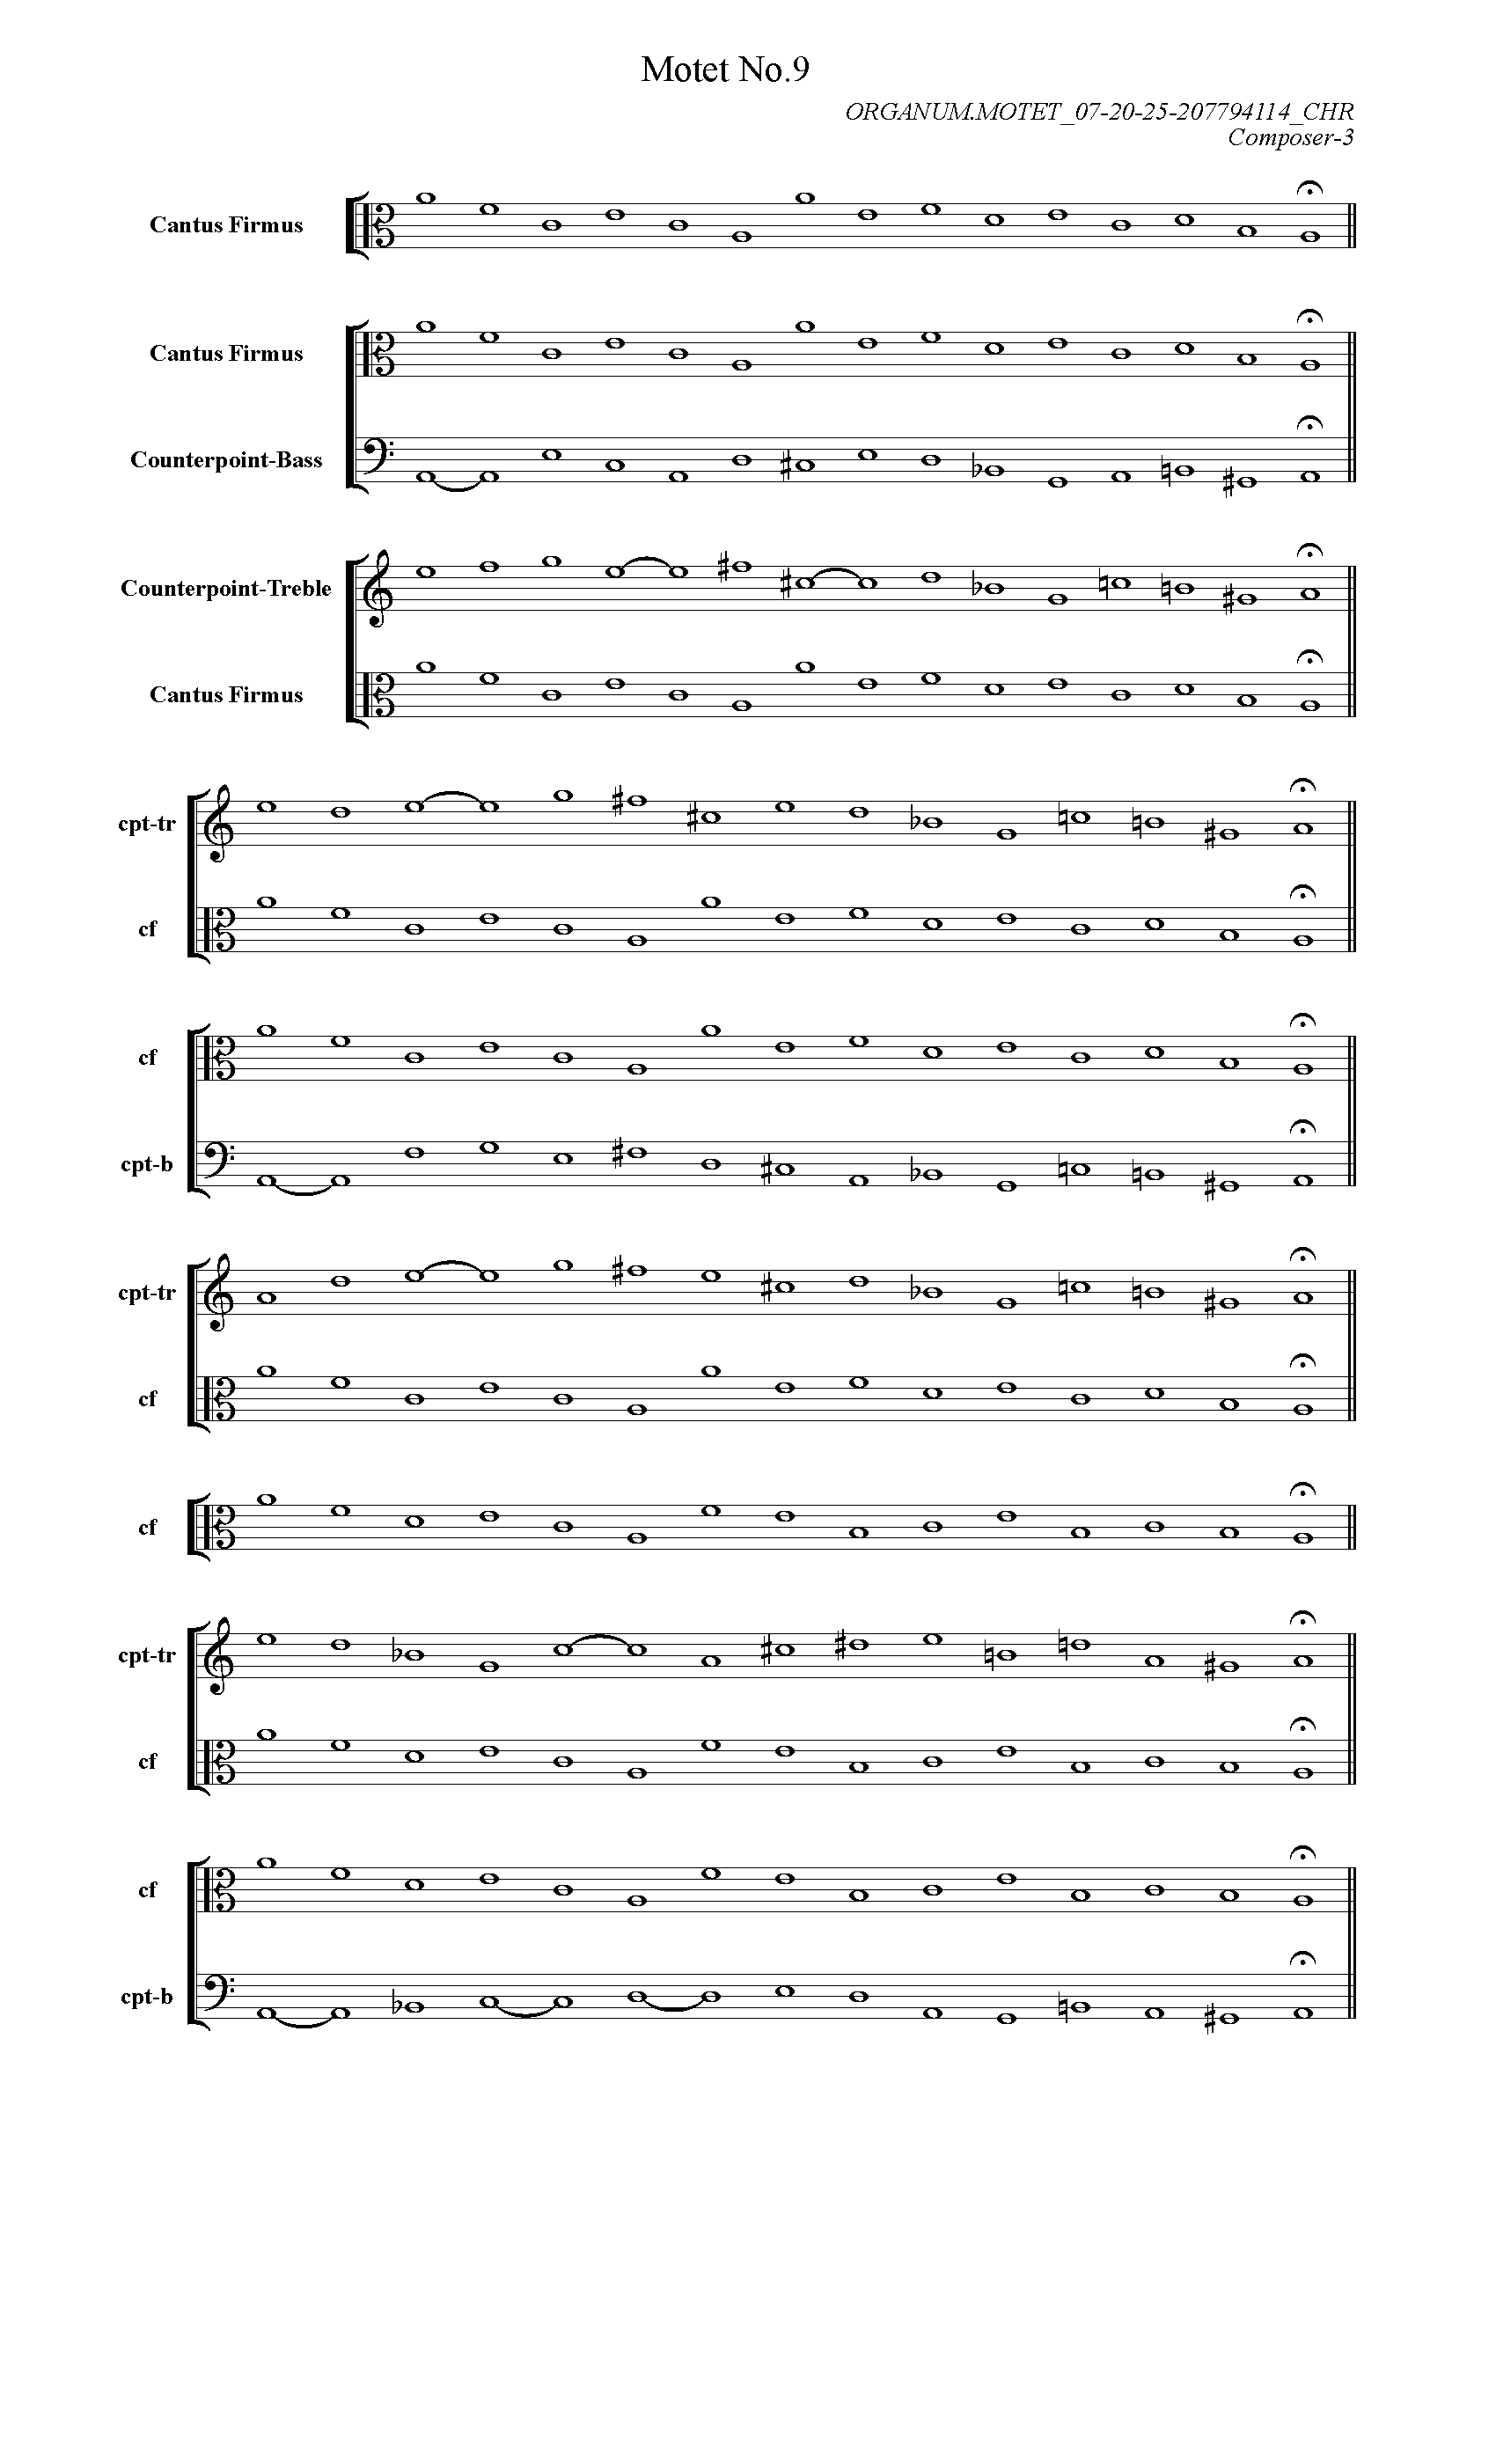 Motet No.9
ORGANUM.MOTET_07-20-25-207794114_CHR
Composer-3
Cantus Firmus
Cantus Firmus
Counterpoint-Bass
Counterpoint-Treble
Cantus Firmus
cpt-tr
cf
cf
cpt-b
cpt-tr
cf
cf
cpt-tr
cf
cf
cpt-b